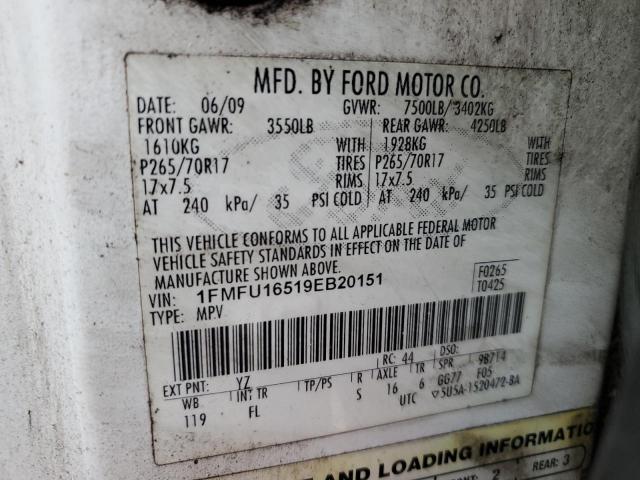 MFD. BY FORD MOTOR CO.
DATE: 06/09 GVWR: 7500LB/ 3402KG
FRONT GAWR: 3550LB REAR GAWR: 4250LB
1610KG WITH 1928KG WITH
P265/70R17 TIRES P265/70R17 TIRES
17x7.5 RIMS 17x7.5 RIMS
AT 240 kPa/ 35 PSI COLD AT 240 kPa/ 35 PSI COLD
THIS VEHICLE CONFORMS TO ALL APPLICABLE FEDERAL MOTOR
VEHICLE SAFETY STANDARDS IN EFFECT ON THE DATE OF
MANUFACTURE SHOWN ABOVE.
F0265
T0425
VIN: 1FMFU16519EB20151
TYPE: MPV
EXT PNT: YZ RC: 44 DSO:
WB INT TR TP/PS R AXLE TR SPR 9B714
119 FL S 16 6 GG77 F05
UTC ▽5U5A-1520472-BA
E AND LOADING INFORMATION
2 REAR: 3